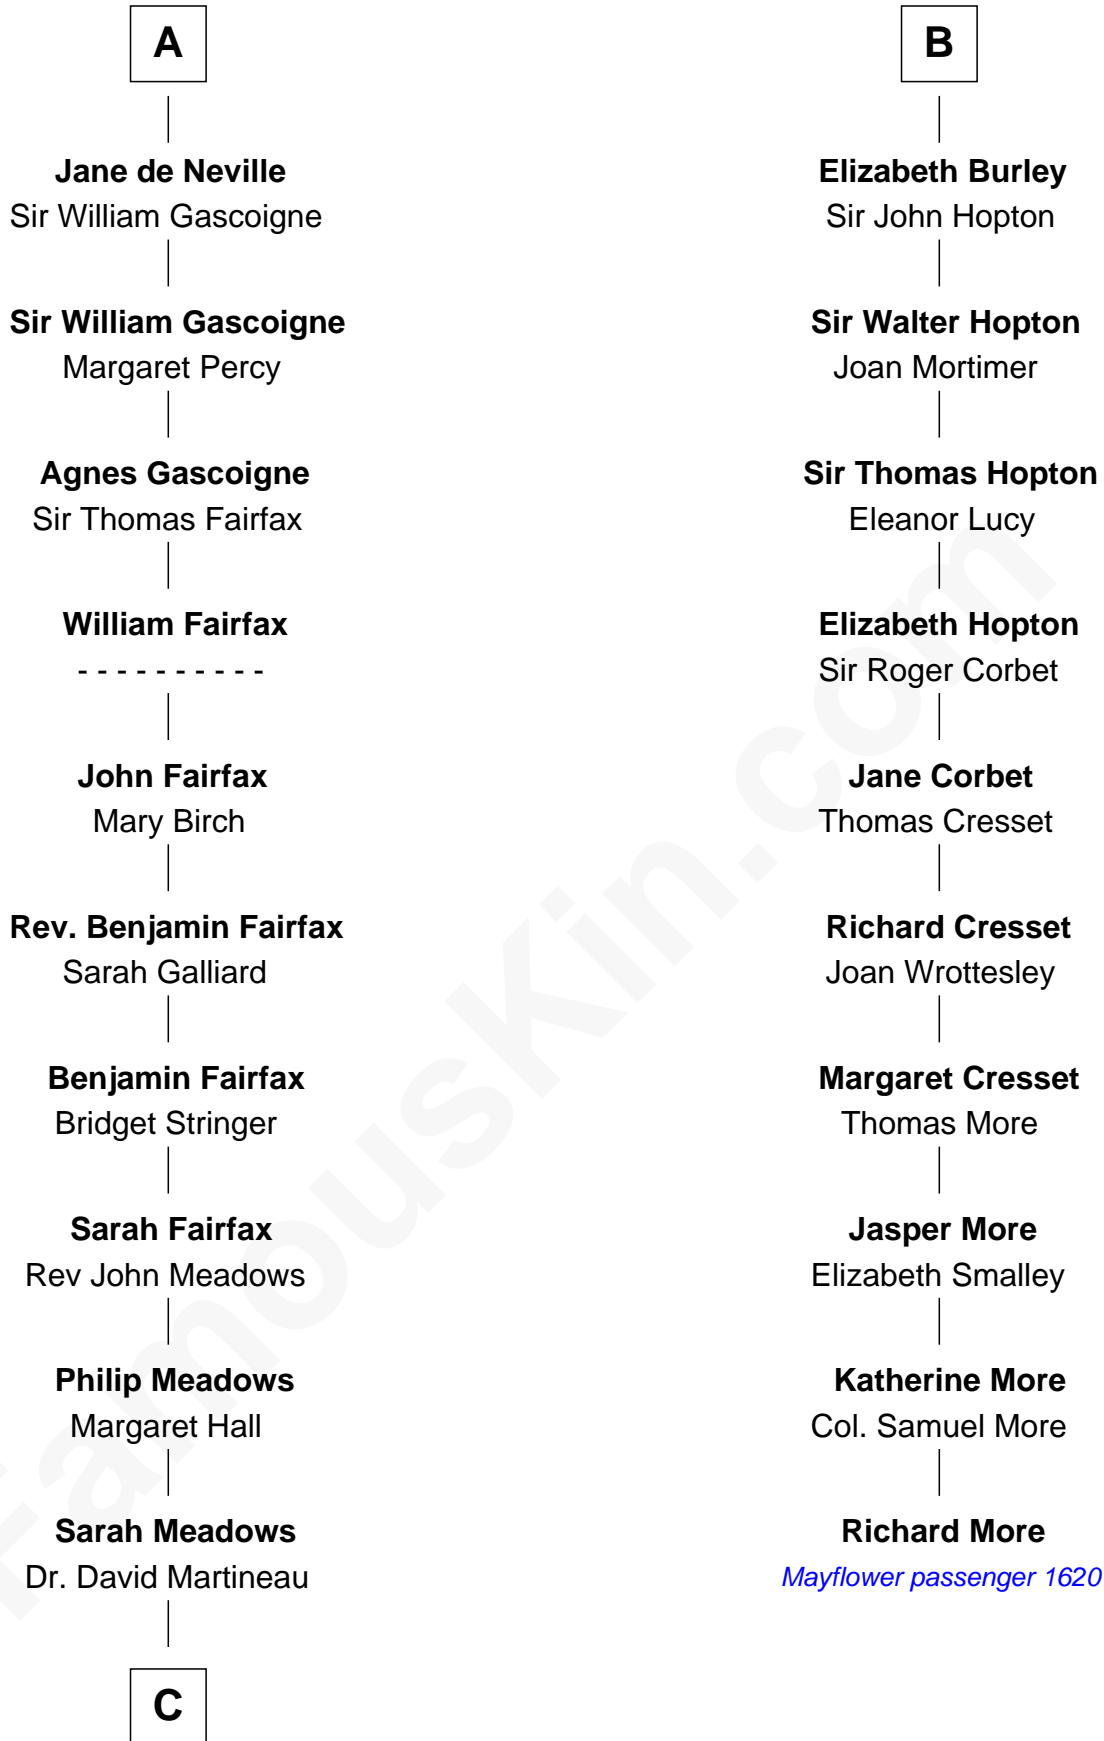 A
Jane de Neville
Sir William Gascoigne
Sir William Gascoigne
Margaret Percy
Agnes Gascoigne
Sir Thomas Fairfax
William Fairfax
- - - - - - - - - -
John Fairfax
Mary Birch
Rev. Benjamin Fairfax
Sarah Galliard
Benjamin Fairfax
Bridget Stringer
Sarah Fairfax
Rev John Meadows
Philip Meadows
Margaret Hall
Sarah Meadows
Dr. David Martineau
C
B
Elizabeth Burley
Sir John Hopton
Sir Walter Hopton
Joan Mortimer
Sir Thomas Hopton
Eleanor Lucy
Elizabeth Hopton
Sir Roger Corbet
Jane Corbet
Thomas Cresset
Richard Cresset
Joan Wrottesley
Margaret Cresset
Thomas More
Jasper More
Elizabeth Smalley
Katherine More
Col. Samuel More
Richard More
Mayflower passenger 1620
FamousKin.com